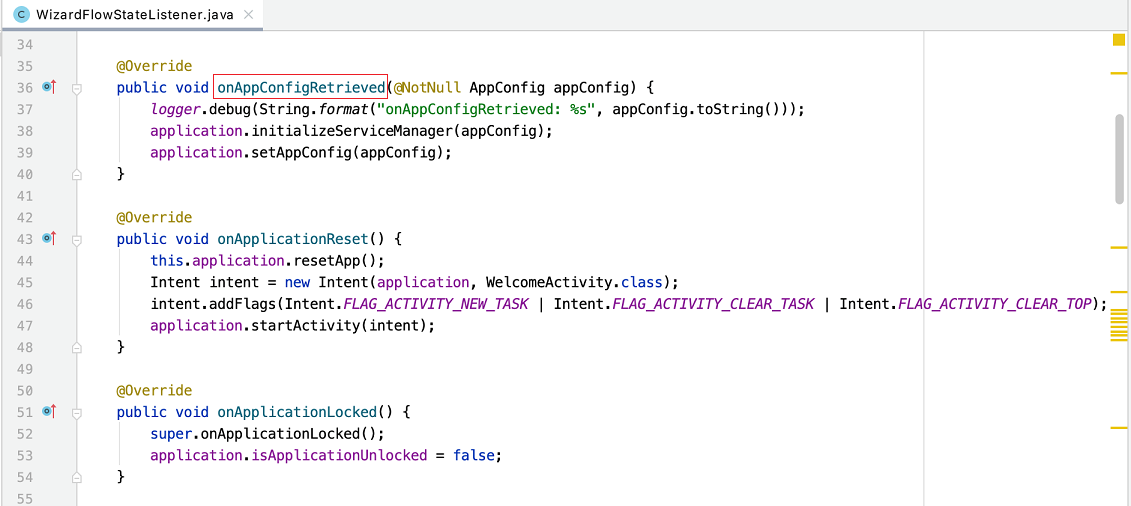 WizardFlowStateListener.java
34
35 @Override
36 public void onAppConfigRetrieved(@NotNull AppConfig appConfig) {
37 logger.debug(String.format("onAppConfigRetrieved: %s", appConfig.toString()));
38 application.initializeServiceManager(appConfig);
39 application.setAppConfig(appConfig);
40 }
41
42 @Override
43 public void onApplicationReset() {
44 this.application.resetApp();
45 Intent intent = new Intent(application, WelcomeActivity.class);
46 intent.addFlags(Intent.FLAG_ACTIVITY_NEW_TASK | Intent.FLAG_ACTIVITY_CLEAR_TASK | Intent.FLAG_ACTIVITY_CLEAR_TOP);
47 application.startActivity(intent);
48 }
49
50 @Override
51 public void onApplicationLocked() {
52 super.onApplicationLocked();
53 application.isApplicationUnlocked = false;
54 }
55